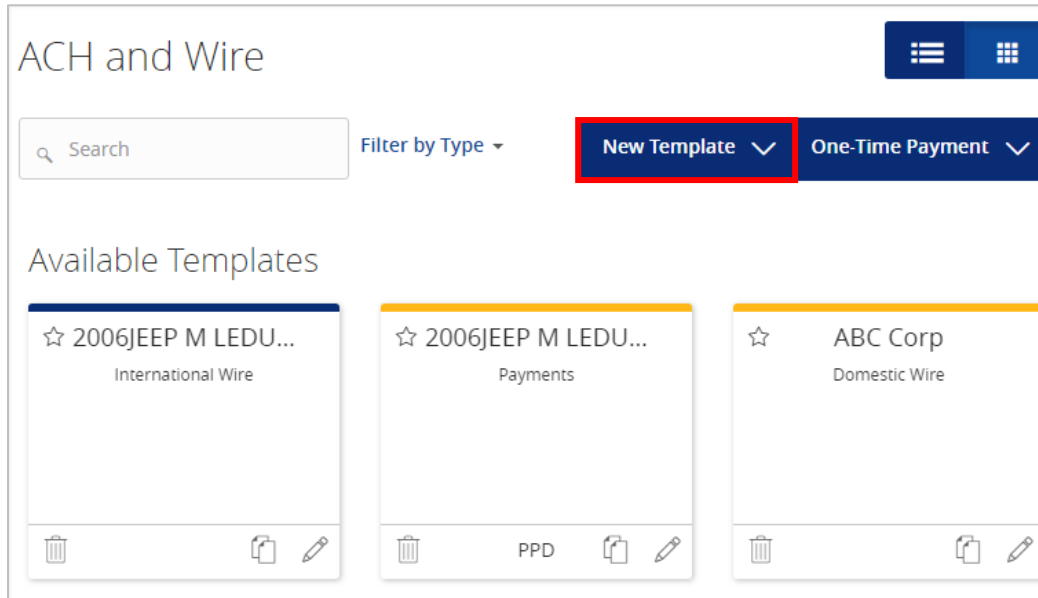 ACH and Wire
Search
Filter by Type
New Template
One-Time Payment
Available Templates
2006JEEP M LEDU...
International Wire
2006JEEP M LEDU...
Payments
PPD
ABC Corp
Domestic Wire